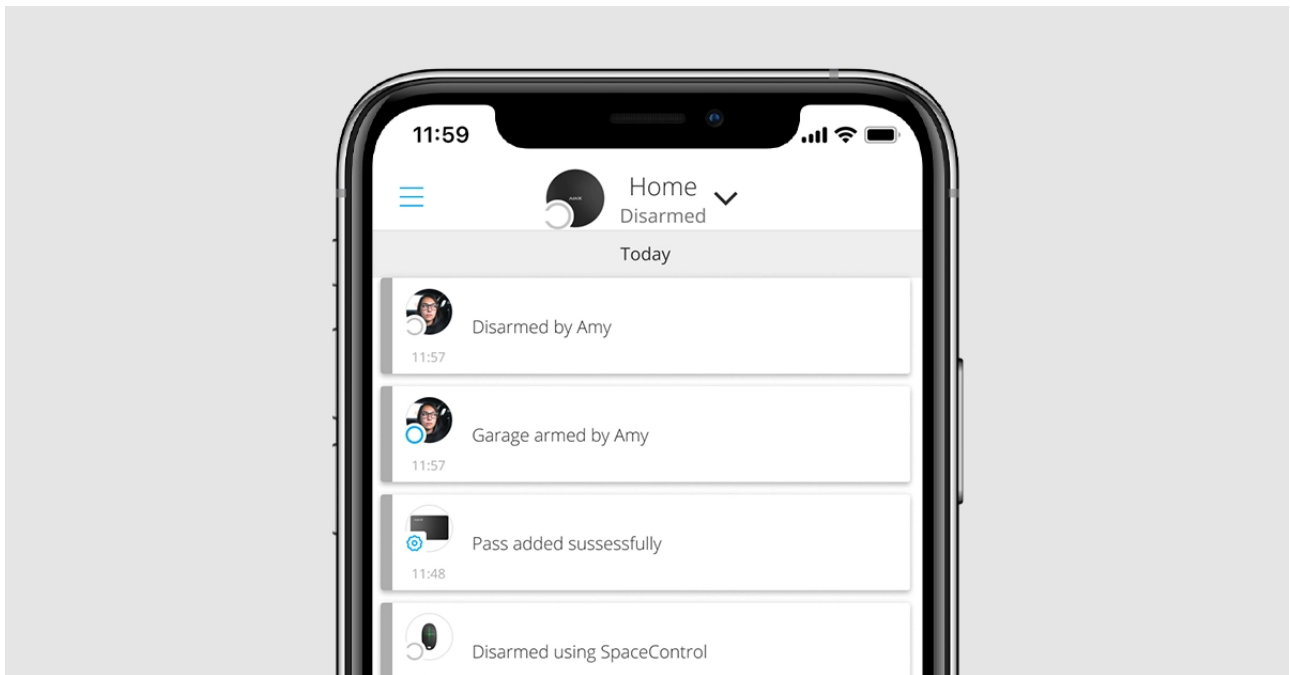 11:59
Home
Disarmed
Today
Disarmed by Amy
11:57
Garage armed by Amy
11:57
Pass added sussessfully
11:48
Disarmed using SpaceControl